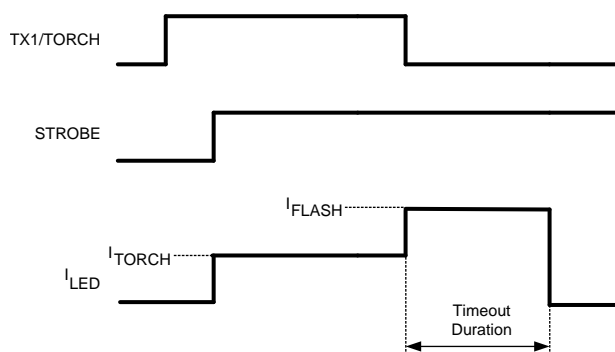 TX1/TORCH
STROBE
IFLASH
ITORCH
ILED
Timeout
Duration